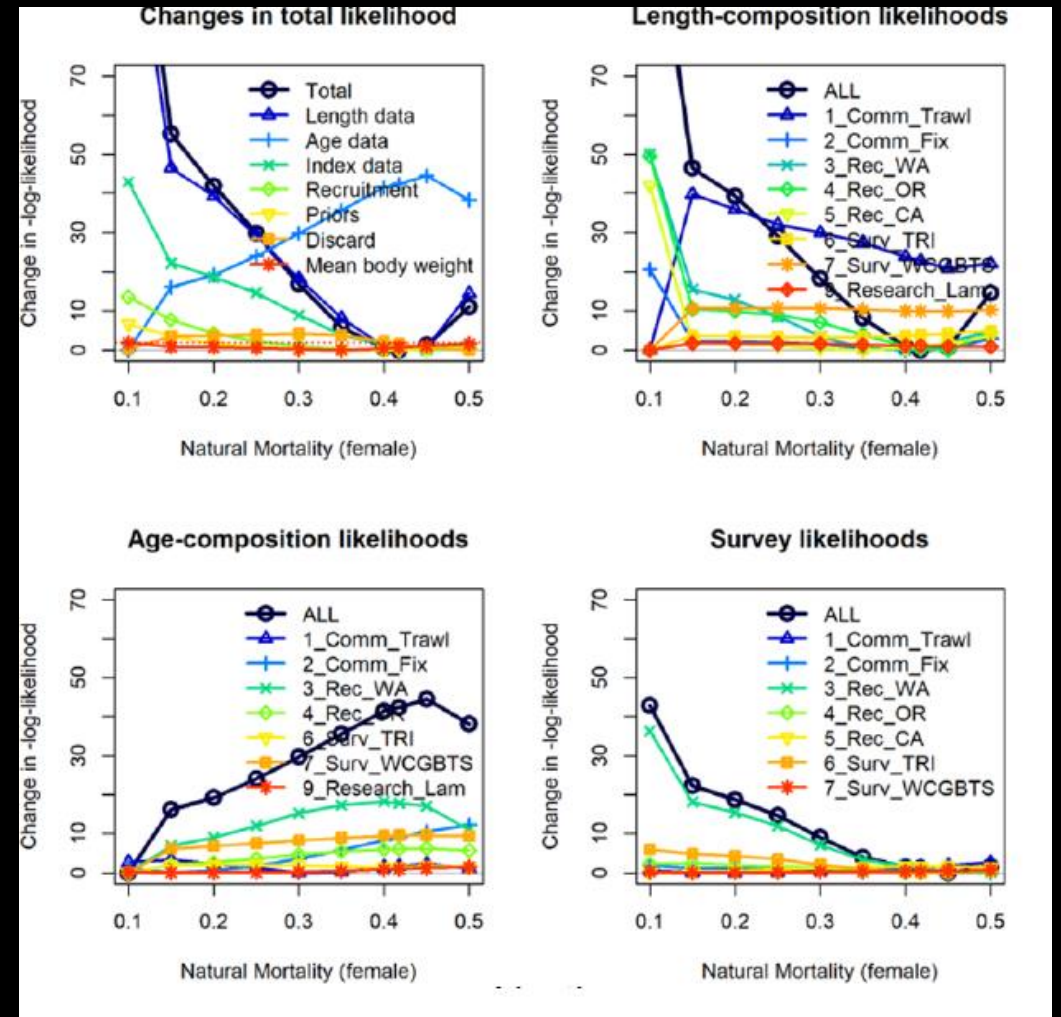 Changes in total likelihood
Change in -log-likelihood
70
50
30
10
0
Total
Length data
Age data
Index data
Recruitment
Priors
Discard
Mean body weight
0.1 0.2 0.3 0.4 0.5
Natural Mortality (female)
Length-composition likelihoods
Change in -log-likelihood
70
50
30
10
0
ALL
1_Comm_Trawl
2_Comm_Fix
3_Rec_WA
4_Rec_OR
5_Rec_CA
6_Surv_TRI
7_Surv_WCGBTS
9_Research_Lam
0.1 0.2 0.3 0.4 0.5
Natural Mortality (female)
Age-composition likelihoods
Change in -log-likelihood
70
50
30
10
0
ALL
1_Comm_Trawl
2_Comm_Fix
3_Rec_WA
4_Rec_OR
6_Surv_TRI
7_Surv_WCGBTS
9_Research_Lam
0.1 0.2 0.3 0.4 0.5
Natural Mortality (female)
Survey likelihoods
Change in -log-likelihood
70
50
30
10
0
ALL
1_Comm_Trawl
2_Comm_Fix
3_Rec_WA
4_Rec_OR
5_Rec_CA
6_Surv_TRI
7_Surv_WCGBTS
0.1 0.2 0.3 0.4 0.5
Natural Mortality (female)